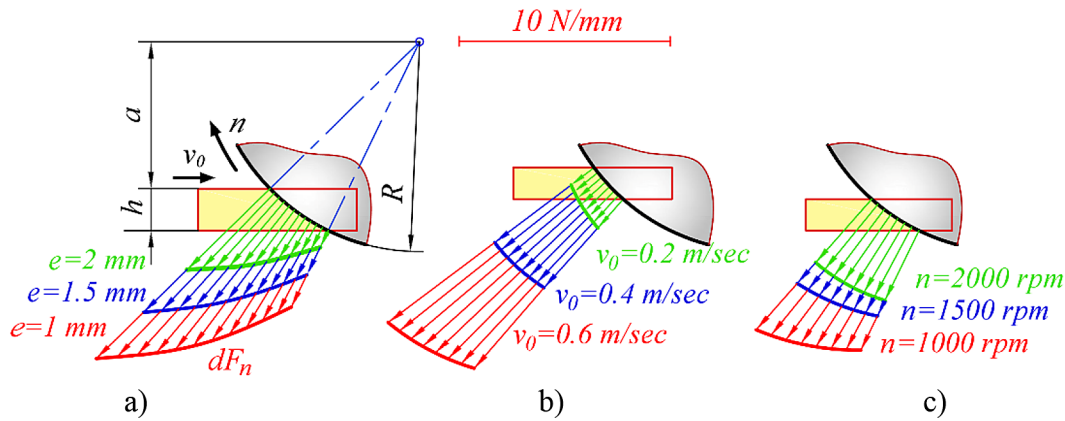 10 N/mm
a
n
v₀
h
R
e=2 mm
e=1.5 mm
e=1 mm
dFₙ
v₀=0.2 m/sec
v₀=0.4 m/sec
v₀=0.6 m/sec
n=2000 rpm
n=1500 rpm
n=1000 rpm
a)
b)
c)